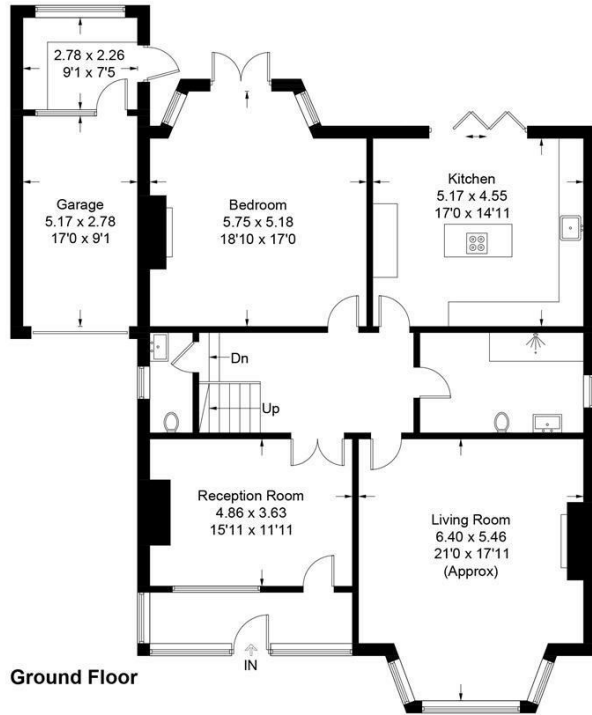 2.78 x 2.26
9'1 x 7'5
Garage
5.17 x 2.78
17'0 x 9'1
Bedroom
5.75 x 5.18
18'10 x 17'0
Kitchen
5.17 x 4.55
17'0 x 14'11
Dn
Up
Reception Room
4.86 x 3.63
15'11 x 11'11
Living Room
6.40 x 5.46
21'0 x 17'11
(Approx)
IN
Ground Floor